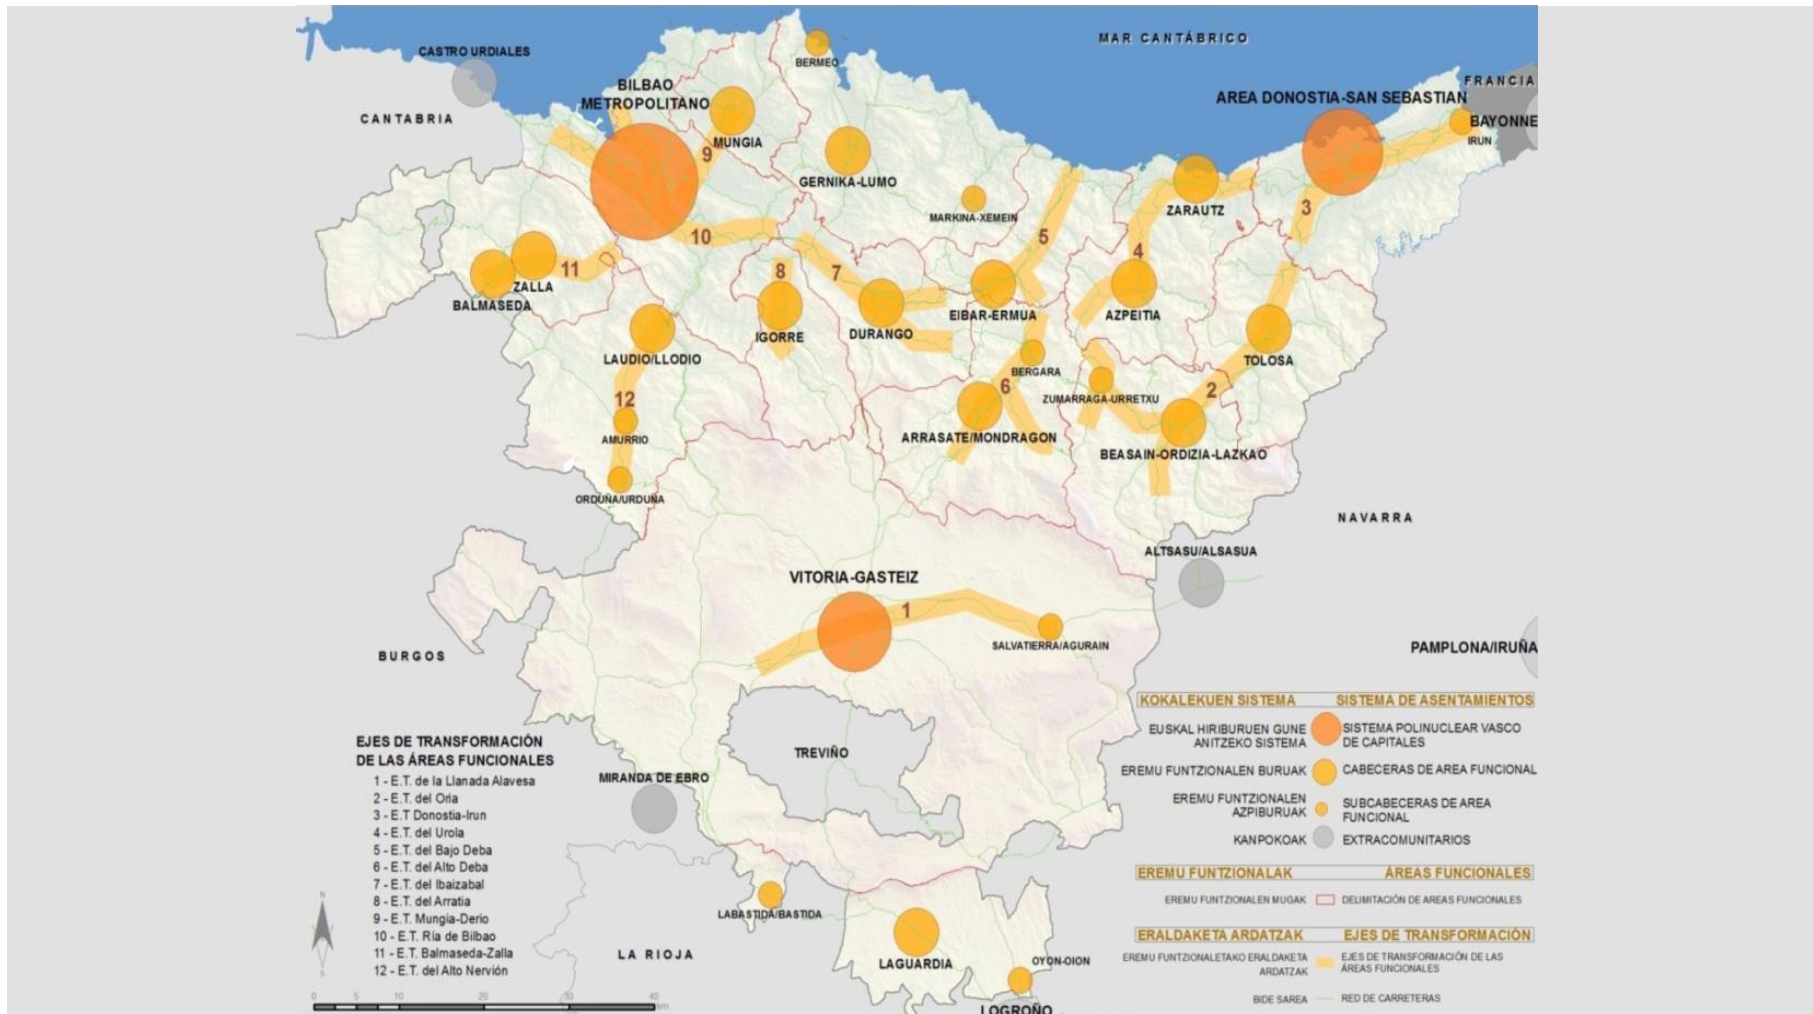 MAR CANTÁBRICO
CASTRO URDIALES
BERMEO
FRANCIA
BILBAO
METROPOLITANO
AREA DONOSTIA-SAN SEBASTIAN
CANTABRIA
BAYONNE
MUNGIA
IRUN
9
GERNIKA-LUMO
MARKINA-XEMEIN
ZARAUTZ
3
10
5
4
11
8
7
ZALLA
BALMASEDA
IGORRE
DURANGO
EIBAR-ERMUA
AZPEITIA
LAUDIO/LLODIO
TOLOSA
BERGARA
6
2
12
ZUMARRAGA-URRETXU
AMURRIO
ARRASATE/MONDRAGON
BEASAIN-ORDIZIA-LAZKAO
ORDUÑA/URDUÑA
NAVARRA
ALTSASU/ALSASUA
VITORIA-GASTEIZ
1
SALVATIERRA/AGURAIN
BURGOS
PAMPLONA/IRUÑA
TREVIÑO
MIRANDA DE EBRO
LABASTIDA/BASTIDA
LA RIOJA
LAGUARDIA
OYON-OION
LOGROÑO
EJES DE TRANSFORMACIÓN
DE LAS ÁREAS FUNCIONALES
1 - E.T. de la Llanada Alavesa
2 - E.T. del Oria
3 - E.T Donostia-Irun
4 - E.T. del Urola
5 - E.T. del Bajo Deba
6 - E.T. del Alto Deba
7 - E.T. del Ibaizabal
8 - E.T. del Arratia
9 - E.T. Mungia-Derio
10 - E.T. Ría de Bilbao
11 - E.T. Balmaseda-Zalla
12 - E.T. del Alto Nervión
N
S
0 5 10 20 30 40
km
KOKALEKUEN SISTEMA SISTEMA DE ASENTAMIENTOS
EUSKAL HIRIBURUEN GUNE
ANITZEKO SISTEMA
SISTEMA POLINUCLEAR VASCO
DE CAPITALES
EREMU FUNTZIONALEN BURUAK CABECERAS DE AREA FUNCIONAL
EREMU FUNTZIONALEN
AZPIBURUAK
SUBCABECERAS DE AREA
FUNCIONAL
KANPOKOAK EXTRACOMUNITARIOS
EREMU FUNTZIONALAK ÁREAS FUNCIONALES
EREMU FUNTZIONALEN MUGAK DELIMITACIÓN DE AREAS FUNCIONALES
ERALDAKETA ARDATZAK EJES DE TRANSFORMACIÓN
EREMU FUNTZIONALETAKO ERALDAKETA
ARDATZAK
EJES DE TRANSFORMACIÓN DE LAS
ÁREAS FUNCIONALES
BIDE SAREA RED DE CARRETERAS